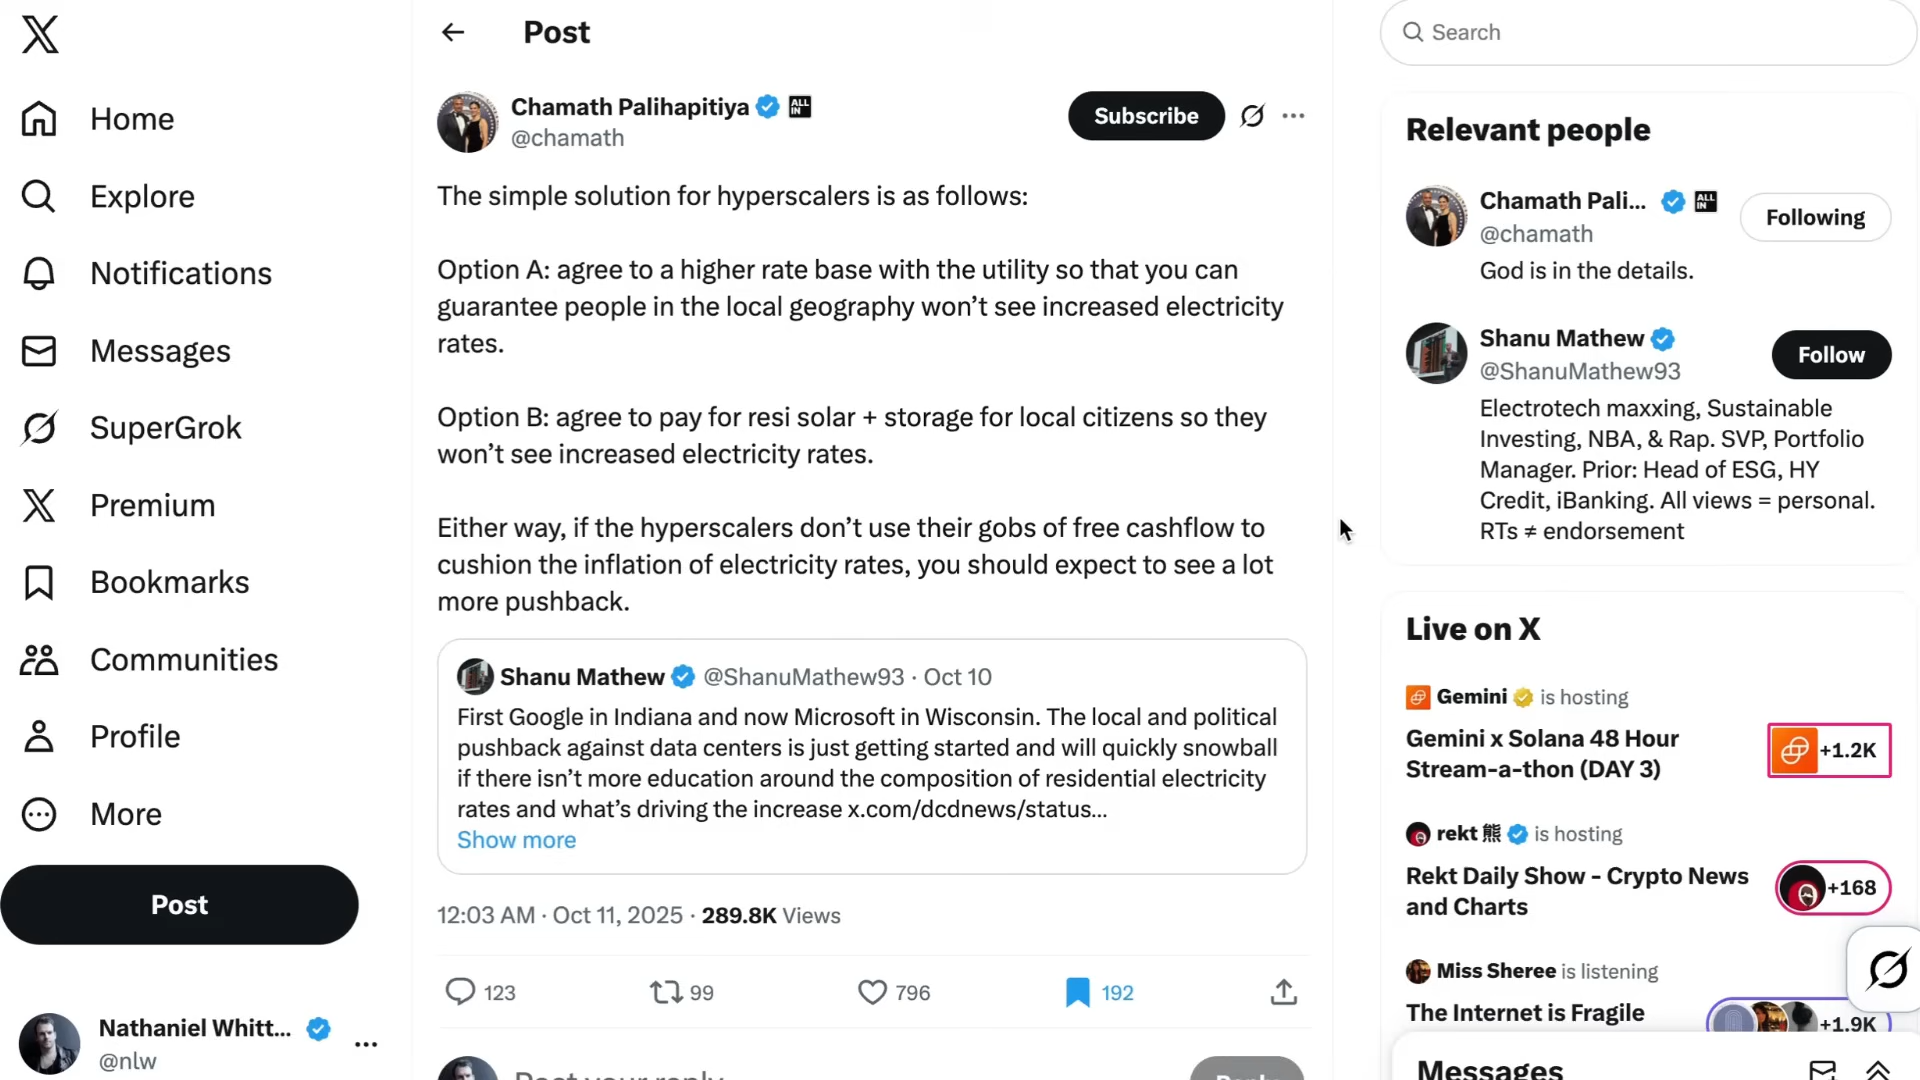 Home
Explore
Notifications
Messages
SuperGrok
Premium
Bookmarks
Communities
Profile
More
Post
Nathaniel Whitt...
@nlw
Post
Chamath Palihapitiya
ALL IN
@chamath
Subscribe
The simple solution for hyperscalers is as follows:
Option A: agree to a higher rate base with the utility so that you can
guarantee people in the local geography won’t see increased electricity
rates.
Option B: agree to pay for resi solar + storage for local citizens so they
won’t see increased electricity rates.
Either way, if the hyperscalers don’t use their gobs of free cashflow to
cushion the inflation of electricity rates, you should expect to see a lot
more pushback.
Shanu Mathew @ShanuMathew93 · Oct 10
First Google in Indiana and now Microsoft in Wisconsin. The local and political
pushback against data centers is just getting started and will quickly snowball
if there isn’t more education around the composition of residential electricity
rates and what’s driving the increase x.com/dcdnews/status...
Show more
12:03 AM · Oct 11, 2025 · 289.8K Views
123
99
796
192
Post your reply
Reply
Search
Relevant people
Chamath Pali...
ALL IN
@chamath
Following
God is in the details.
Shanu Mathew
@ShanuMathew93
Follow
Electrotech maxxing, Sustainable
Investing, NBA, & Rap. SVP, Portfolio
Manager. Prior: Head of ESG, HY
Credit, iBanking. All views = personal.
RTs ≠ endorsement
Live on X
Gemini is hosting
Gemini x Solana 48 Hour
Stream-a-thon (DAY 3)
+1.2K
rekt 熊 is hosting
Rekt Daily Show - Crypto News
and Charts
+168
Miss Sheree is listening
The Internet is Fragile
+1.9K
Messages